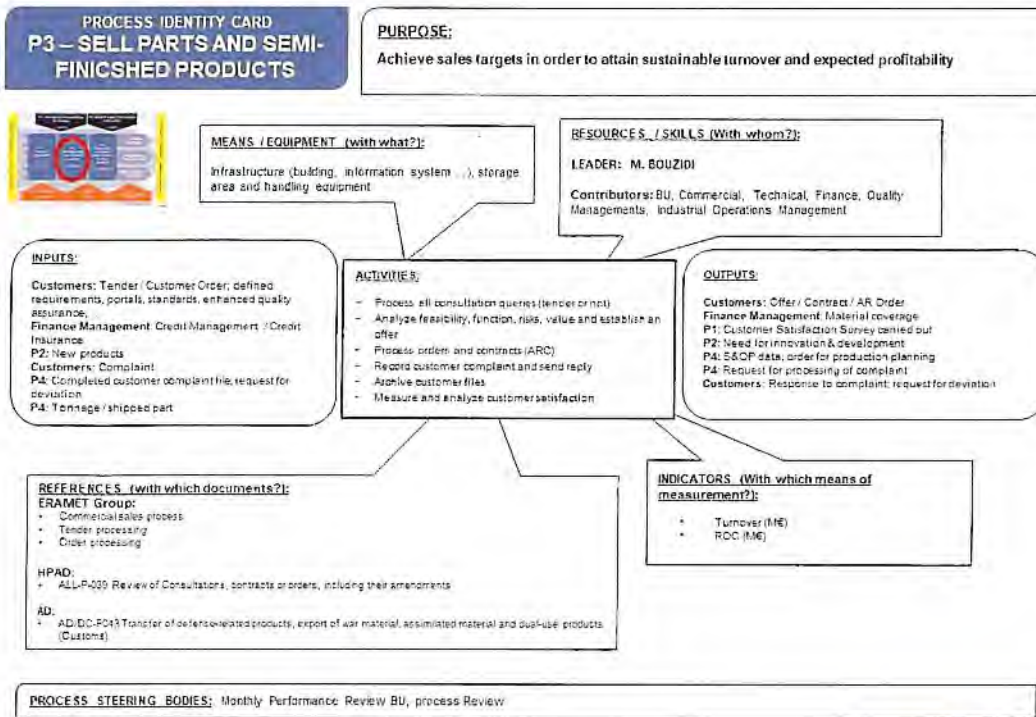 PROCESS IDENTITY CARD
P3 – SELL PARTS AND SEMI-
FINICSHED PRODUCTS
PURPOSE:
Achieve sales targets in order to attain sustainable turnover and expected profitability
MEANS / EQUIPMENT (with what?):
Infrastructure (building, information system ...), storage
area and handling equipment
RESOURCES / SKILLS (With whom?):
LEADER: M. BOUZIDI
Contributors: BU, Commercial, Technical, Finance, Quality
Managements, Industrial Operations Management
INPUTS:
Customers: Tender / Customer Order; defined
requirements, portals, standards, enhanced quality
assurance;
Finance Management: Credit Management / Credit
Insurance
P2: New products
Customers: Complaint
P4: Completed customer complaint file; request for
deviation
P4: Tonnage / shipped part
ACTIVITIES:
- Process all consultation queries (tender or not)
- Analyze feasibility, function, risks, value and establish an
offer
- Process orders and contracts (ARC)
- Record customer complaint and send reply
- Archive customer files
- Measure and analyze customer satisfaction
OUTPUTS:
Customers: Offer / Contract / AR Order
Finance Management: Material coverage
P1: Customer Satisfaction Survey carried out
P2: Need for innovation & development
P4: S&OP data; order for production planning
P4: Request for processing of complaint
Customers: Response to complaint; request for deviation
REFERENCES (with which documents?):
ERAMET Group:
• Commercial sales process
• Tender processing
• Order processing
HPAD:
• ALL-P-039 Review of Consultations, contracts or orders, including their amendments
AD:
• AD/DC-P043 Transfer of defense-related products, export of war material, assimilated material and dual-use products
(Customs)
INDICATORS (With which means of
measurement?):
• Turnover (M€)
• ROC (M€)
PROCESS STEERING BODIES: Monthly Performance Review BU, process Review